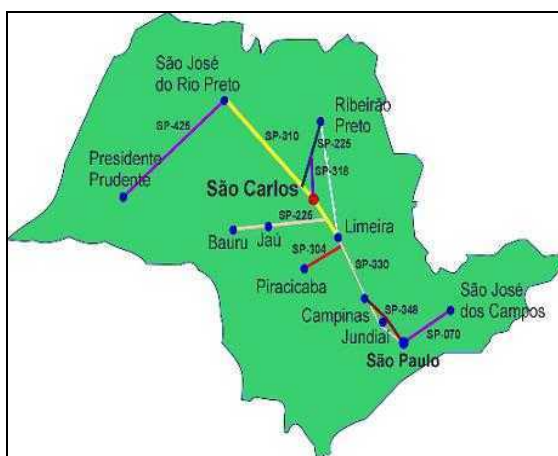 São José
do Rio Preto
Ribeirão
Preto
SP-425
SP-310
SP-225
SP-318
Presidente
Prudente
São Carlos
SP-225
Bauru
Jaú
Limeira
SP-304
SP-330
Piracicaba
Campinas
SP-348
São José
dos Campos
Jundiaí
SP-070
São Paulo